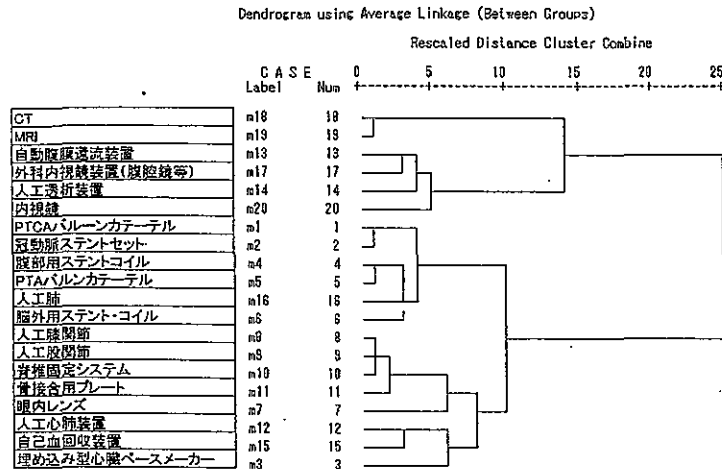 Dendrogram using Average Linkage (Between Groups)
Rescaled Distance Cluster Combine
C A S E 0 5 10 15 20 25
Label Num
CT m18 18
MRI m19 19
自動腹膜還流装置 m13 13
外科内視鏡装置(腹腔鏡等) m17 17
人工透析装置 m14 14
内視鏡 m20 20
PTCAバルーンカテーテル m1 1
冠動脈ステントセット m2 2
腹部用ステントコイル m4 4
PTAバルンカテーテル m5 5
人工肺 m16 16
脳外用ステント・コイル m6 6
人工膝関節 m8 8
人工股関節 m9 9
脊椎固定システム m10 10
骨接合用プレート m11 11
眼内レンズ m7 7
人工心肺装置 m12 12
自己血回収装置 m15 15
埋め込み型心臓ペースメーカー m3 3